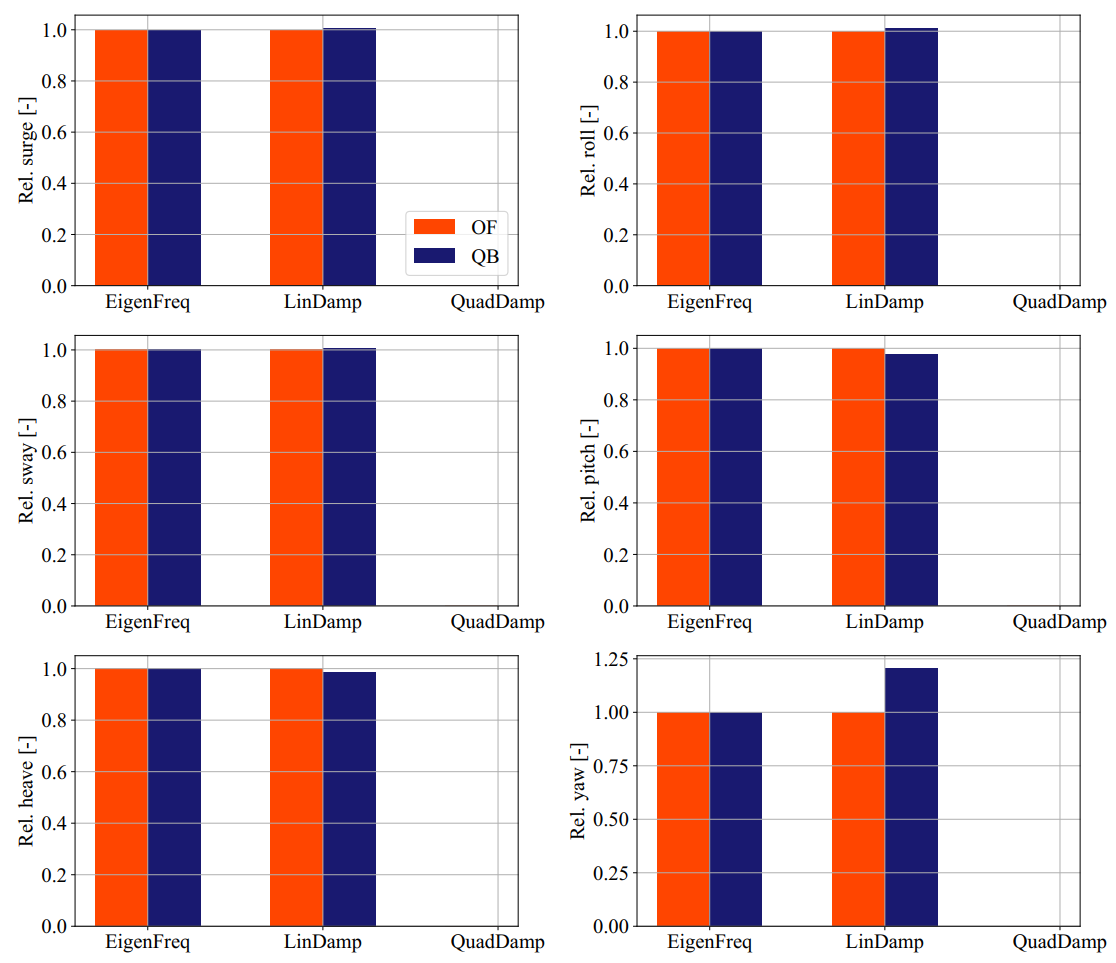 Rel. surge [-]
1.0
0.8
0.6
0.4
0.2
0.0
EigenFreq LinDamp QuadDamp
OF
QB
Rel. roll [-]
1.0
0.8
0.6
0.4
0.2
0.0
EigenFreq LinDamp QuadDamp
Rel. sway [-]
1.0
0.8
0.6
0.4
0.2
0.0
EigenFreq LinDamp QuadDamp
Rel. pitch [-]
1.0
0.8
0.6
0.4
0.2
0.0
EigenFreq LinDamp QuadDamp
Rel. heave [-]
1.0
0.8
0.6
0.4
0.2
0.0
EigenFreq LinDamp QuadDamp
Rel. yaw [-]
1.25
1.00
0.75
0.50
0.25
0.00
EigenFreq LinDamp QuadDamp